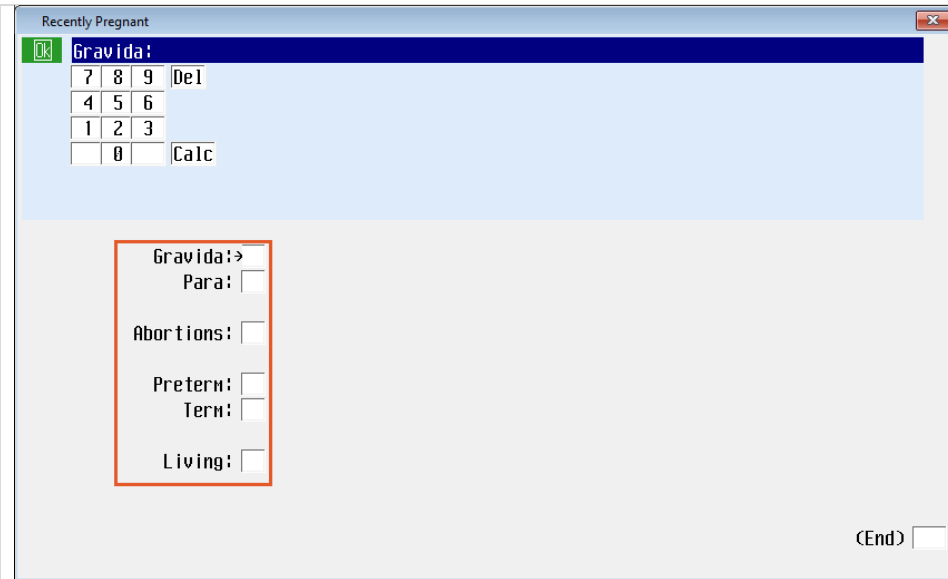 Recently Pregnant
Ok Gravida:
7 8 9 Del
4 5 6
1 2 3
0 Calc
Gravida:→
Para:
Abortions:
Preterm:
Term:
Living:
(End)